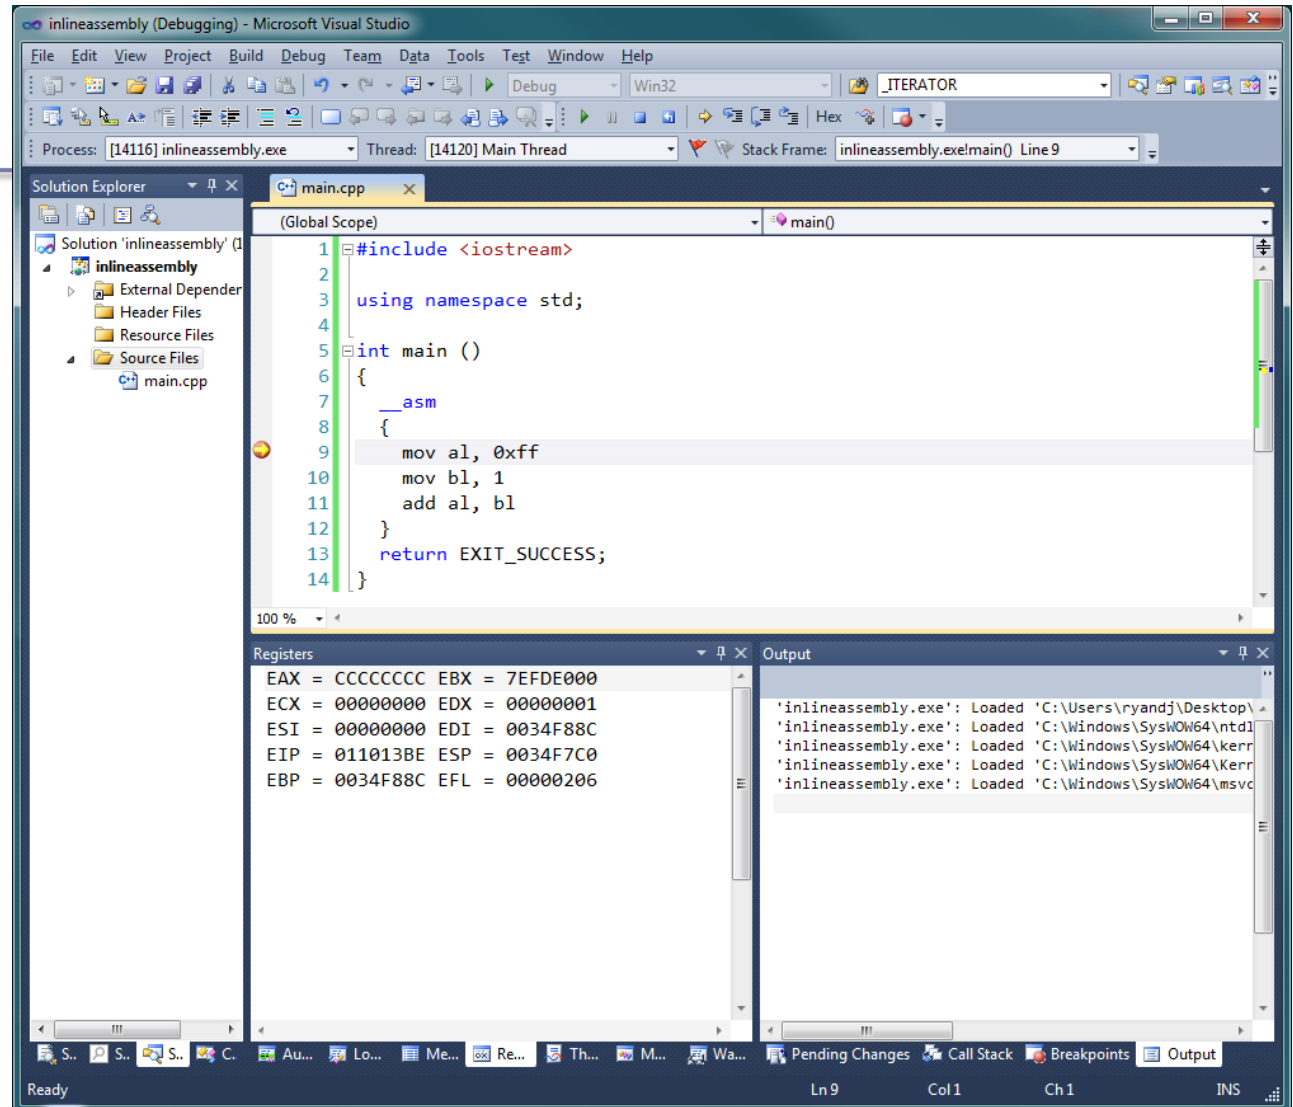 inlineassembly (Debugging) - Microsoft Visual Studio
File Edit View Project Build Debug Team Data Tools Test Window Help
Debug Win32 _ITERATOR
Hex
Process: [14116] inlineassembly.exe Thread: [14120] Main Thread Stack Frame: inlineassembly.exe!main() Line 9
Solution Explorer
Solution 'inlineassembly' (1
inlineassembly
External Depender
Header Files
Resource Files
Source Files
main.cpp
main.cpp
(Global Scope) main()
1 #include <iostream>
2
3 using namespace std;
4
5 int main ()
6 {
7 __asm
8 {
9 mov al, 0xff
10 mov bl, 1
11 add al, bl
12 }
13 return EXIT_SUCCESS;
14 }
100 %
Registers
EAX = CCCCCCCC EBX = 7EFDE000
ECX = 00000000 EDX = 00000001
ESI = 00000000 EDI = 0034F88C
EIP = 011013BE ESP = 0034F7C0
EBP = 0034F88C EFL = 00000206
Output
'inlineassembly.exe': Loaded 'C:\Users\ryandj\Desktop\
'inlineassembly.exe': Loaded 'C:\Windows\SysWOW64\ntdl
'inlineassembly.exe': Loaded 'C:\Windows\SysWOW64\kerr
'inlineassembly.exe': Loaded 'C:\Windows\SysWOW64\Kerr
'inlineassembly.exe': Loaded 'C:\Windows\SysWOW64\msvc
S.. S.. S.. C. Au... Lo... Me... Re... Th... M... Wa... Pending Changes Call Stack Breakpoints Output
Ready Ln 9 Col 1 Ch 1 INS